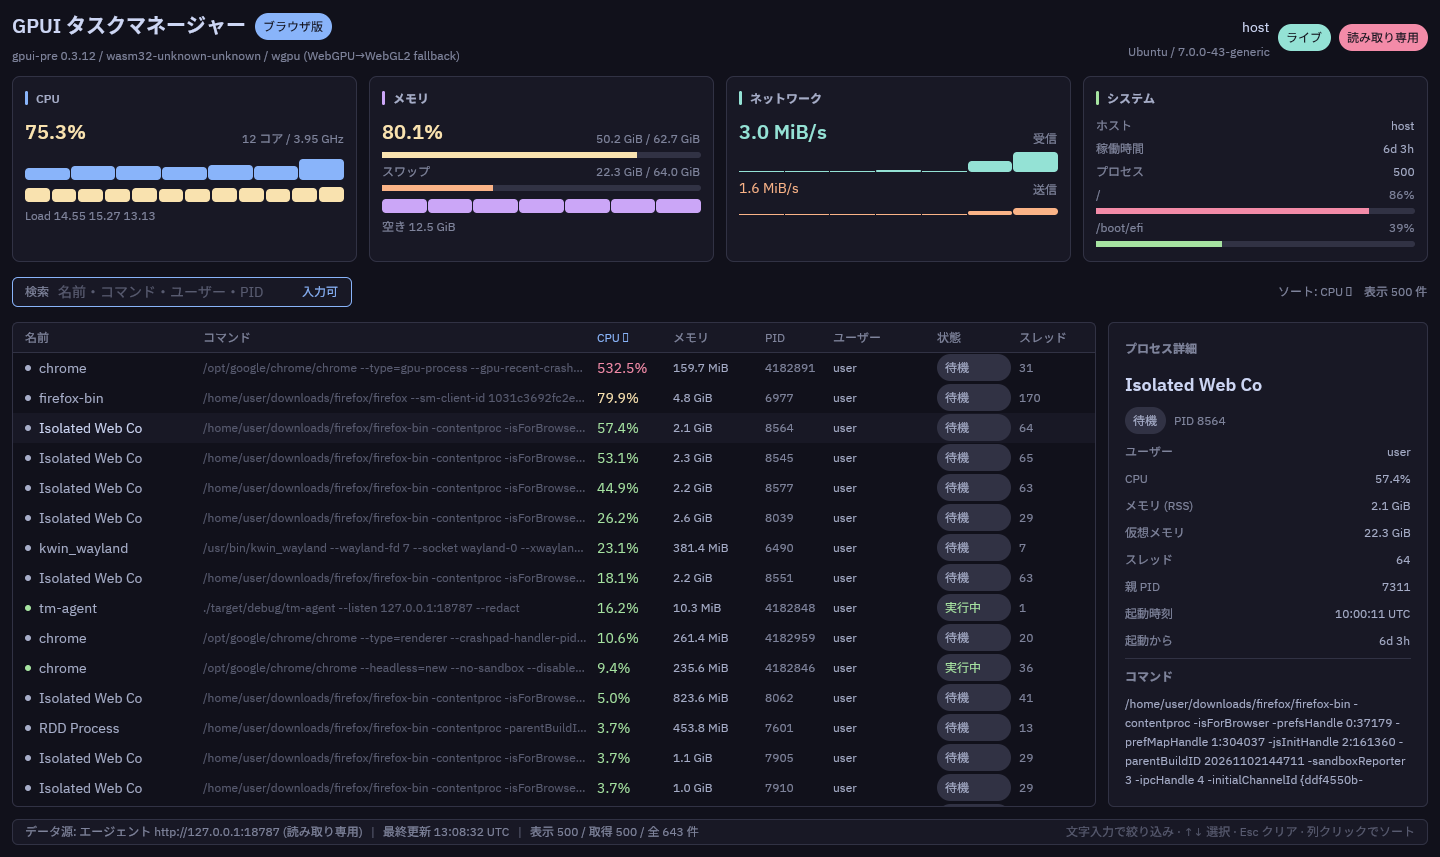 GPUI タスクマネージャー ブラウザ版
gpui-pre 0.3.12 / wasm32-unknown-unknown / wgpu (WebGPU→WebGL2 fallback)
host
Ubuntu / 7.0.0-43-generic
ライブ 読み取り専用
CPU
75.3% 12 コア / 3.95 GHz
Load 14.55 15.27 13.13
メモリ
80.1% 50.2 GiB / 62.7 GiB
スワップ 22.3 GiB / 64.0 GiB
空き 12.5 GiB
ネットワーク
3.0 MiB/s 受信
1.6 MiB/s 送信
システム
ホスト host
稼働時間 6d 3h
プロセス 500
/ 86%
/boot/efi 39%
検索 名前・コマンド・ユーザー・PID 入力可
ソート: CPU 表示 500 件
名前 コマンド CPU メモリ PID ユーザー 状態 スレッド
chrome /opt/google/chrome/chrome --type=gpu-process --gpu-recent-crash... 532.5% 159.7 MiB 4182891 user 待機 31
firefox-bin /home/user/downloads/firefox/firefox --sm-client-id 1031c3692fc2e... 79.9% 4.8 GiB 6977 user 待機 170
Isolated Web Co /home/user/downloads/firefox/firefox-bin -contentproc -isForBrowse... 57.4% 2.1 GiB 8564 user 待機 64
Isolated Web Co /home/user/downloads/firefox/firefox-bin -contentproc -isForBrowse... 53.1% 2.3 GiB 8545 user 待機 65
Isolated Web Co /home/user/downloads/firefox/firefox-bin -contentproc -isForBrowse... 44.9% 2.2 GiB 8577 user 待機 63
Isolated Web Co /home/user/downloads/firefox/firefox-bin -contentproc -isForBrowse... 26.2% 2.6 GiB 8039 user 待機 29
kwin_wayland /usr/bin/kwin_wayland --wayland-fd 7 --socket wayland-0 --xwaylan... 23.1% 381.4 MiB 6490 user 待機 7
Isolated Web Co /home/user/downloads/firefox/firefox-bin -contentproc -isForBrowse... 18.1% 2.2 GiB 8551 user 待機 63
tm-agent ./target/debug/tm-agent --listen 127.0.0.1:18787 --redact 16.2% 10.3 MiB 4182848 user 実行中 1
chrome /opt/google/chrome/chrome --type=renderer --crashpad-handler-pid... 10.6% 261.4 MiB 4182959 user 待機 20
chrome /opt/google/chrome/chrome --headless=new --no-sandbox --disable... 9.4% 235.6 MiB 4182846 user 実行中 36
Isolated Web Co /home/user/downloads/firefox/firefox-bin -contentproc -isForBrowse... 5.0% 823.6 MiB 8062 user 待機 41
RDD Process /home/user/downloads/firefox/firefox-bin -contentproc -parentBuildI... 3.7% 453.8 MiB 7601 user 待機 13
Isolated Web Co /home/user/downloads/firefox/firefox-bin -contentproc -isForBrowse... 3.7% 1.1 GiB 7905 user 待機 29
Isolated Web Co /home/user/downloads/firefox/firefox-bin -contentproc -isForBrowse... 3.7% 1.0 GiB 7910 user 待機 29
プロセス詳細
Isolated Web Co
待機 PID 8564
ユーザー user
CPU 57.4%
メモリ (RSS) 2.1 GiB
仮想メモリ 22.3 GiB
スレッド 64
親 PID 7311
起動時刻 10:00:11 UTC
起動から 6d 3h
コマンド
/home/user/downloads/firefox/firefox-bin -
contentproc -isForBrowser -prefsHandle 0:37179 -
prefMapHandle 1:304037 -jsInitHandle 2:161360 -
parentBuildID 20261102144711 -sandboxReporter
3 -ipcHandle 4 -initialChannelId {ddf4550b-
データ源: エージェント http://127.0.0.1:18787 (読み取り専用) | 最終更新 13:08:32 UTC | 表示 500 / 取得 500 / 全 643 件
文字入力で絞り込み · ↑↓ 選択 · Esc クリア · 列クリックでソート